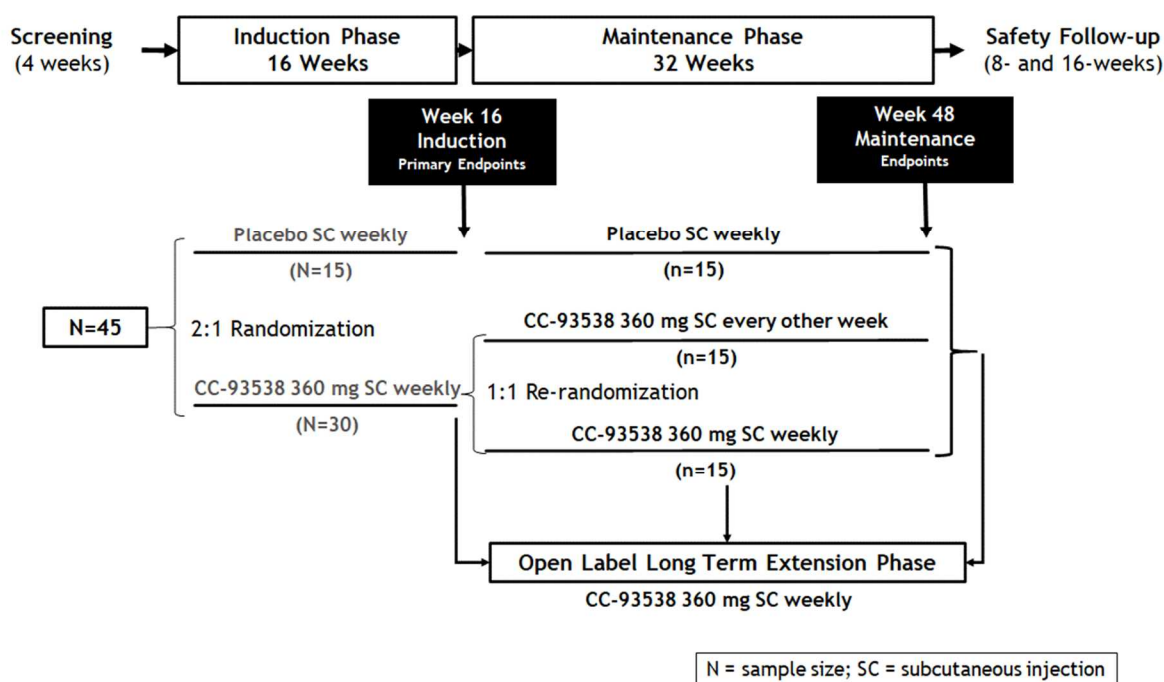 Screening
(4 weeks)
Induction Phase
16 Weeks
Maintenance Phase
32 Weeks
Safety Follow-up
(8- and 16-weeks)
Week 16
Induction
Primary Endpoints
Week 48
Maintenance
Endpoints
Placebo SC weekly
(N=15)
Placebo SC weekly
(n=15)
N=45
2:1 Randomization
CC-93538 360 mg SC every other week
(n=15)
CC-93538 360 mg SC weekly
(N=30)
1:1 Re-randomization
CC-93538 360 mg SC weekly
(n=15)
Open Label Long Term Extension Phase
CC-93538 360 mg SC weekly
N = sample size; SC = subcutaneous injection